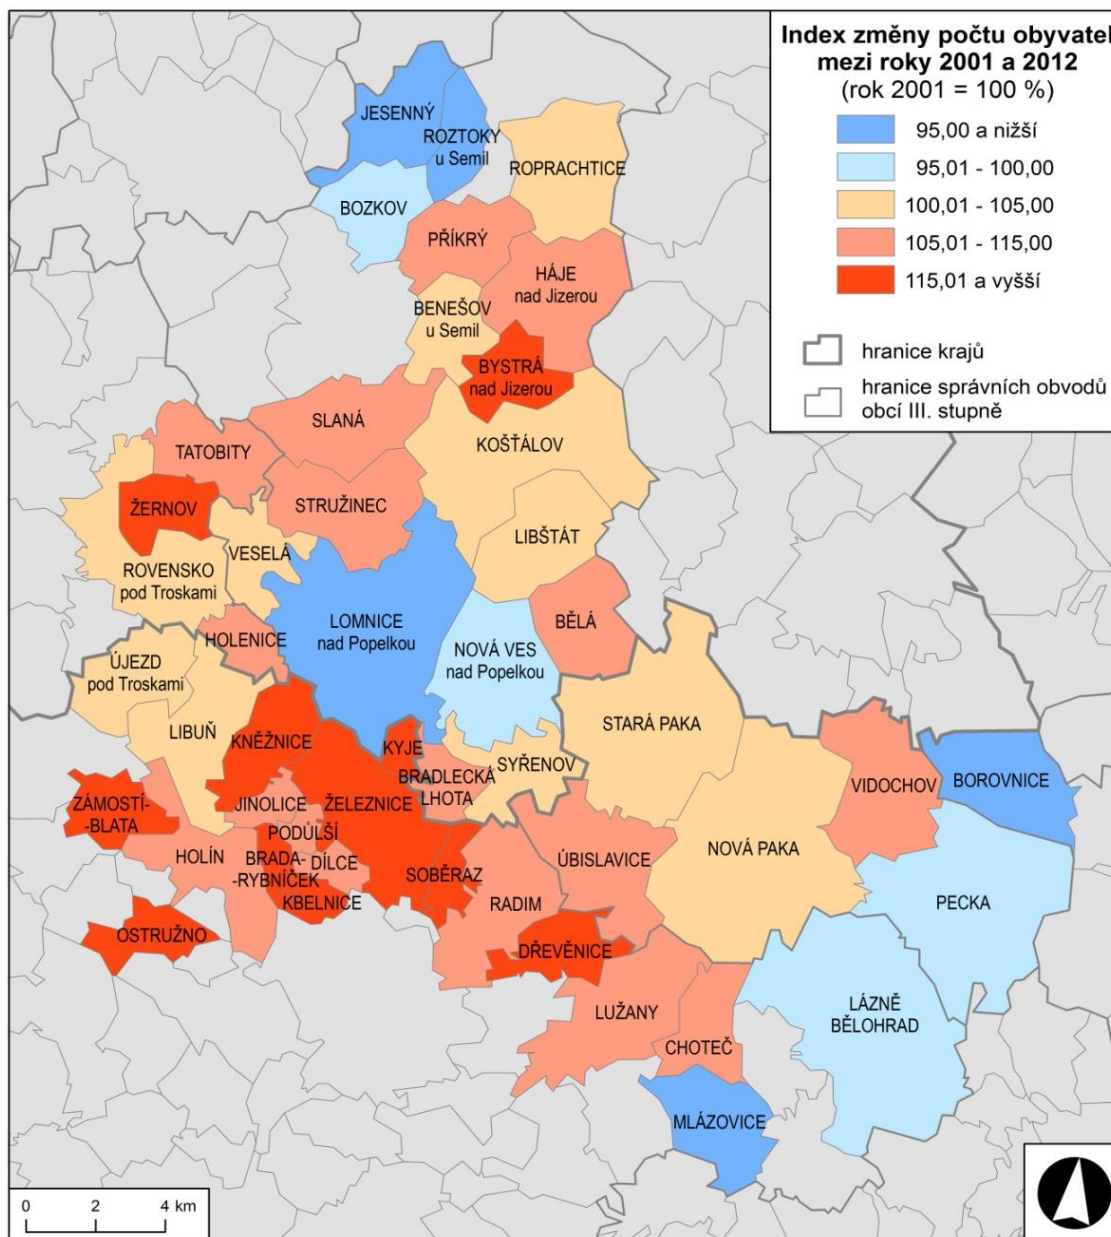 Index změny počtu obyvatel
mezi roky 2001 a 2012
(rok 2001 = 100 %)
95,00 a nižší
95,01 - 100,00
100,01 - 105,00
105,01 - 115,00
115,01 a vyšší
hranice krajů
hranice správních obvodů
obcí III. stupně
JESENNÝ
ROZTOKY
u Semil
ROPRACHTICE
BOZKOV
PŘÍKRÝ
HÁJE
nad Jizerou
BENEŠOV
u Semil
BYSTRÁ
nad Jizerou
SLANÁ
KOŠŤÁLOV
TATOBITY
STRUŽINEC
ŽERNOV
LIBŠTÁT
VESELÁ
ROVENSKO
pod Troskami
LOMNICE
nad Popelkou
BĚLÁ
HOLENICE
NOVÁ VES
nad Popelkou
ÚJEZD
pod Troskami
STARÁ PAKA
LIBUŇ
KNĚŽNICE
KYJE
SYŘENOV
BRADLECKÁ
LHOTA
VIDOCHOV
BOROVNICE
ZÁMOSTÍ-
-BLATA
JINOLICE
ŽELEZNICE
PODŮLŠÍ
HOLÍN
BRADA-
-RYBNÍČEK
DÍLCE
SOBĚRAZ
ÚBISLAVICE
NOVÁ PAKA
KBELNICE
RADIM
PECKA
OSTRUŽNO
DŘEVĚNICE
LUŽANY
LÁZNĚ
BĚLOHRAD
CHOTEČ
MLÁZOVICE
0 2 4 km